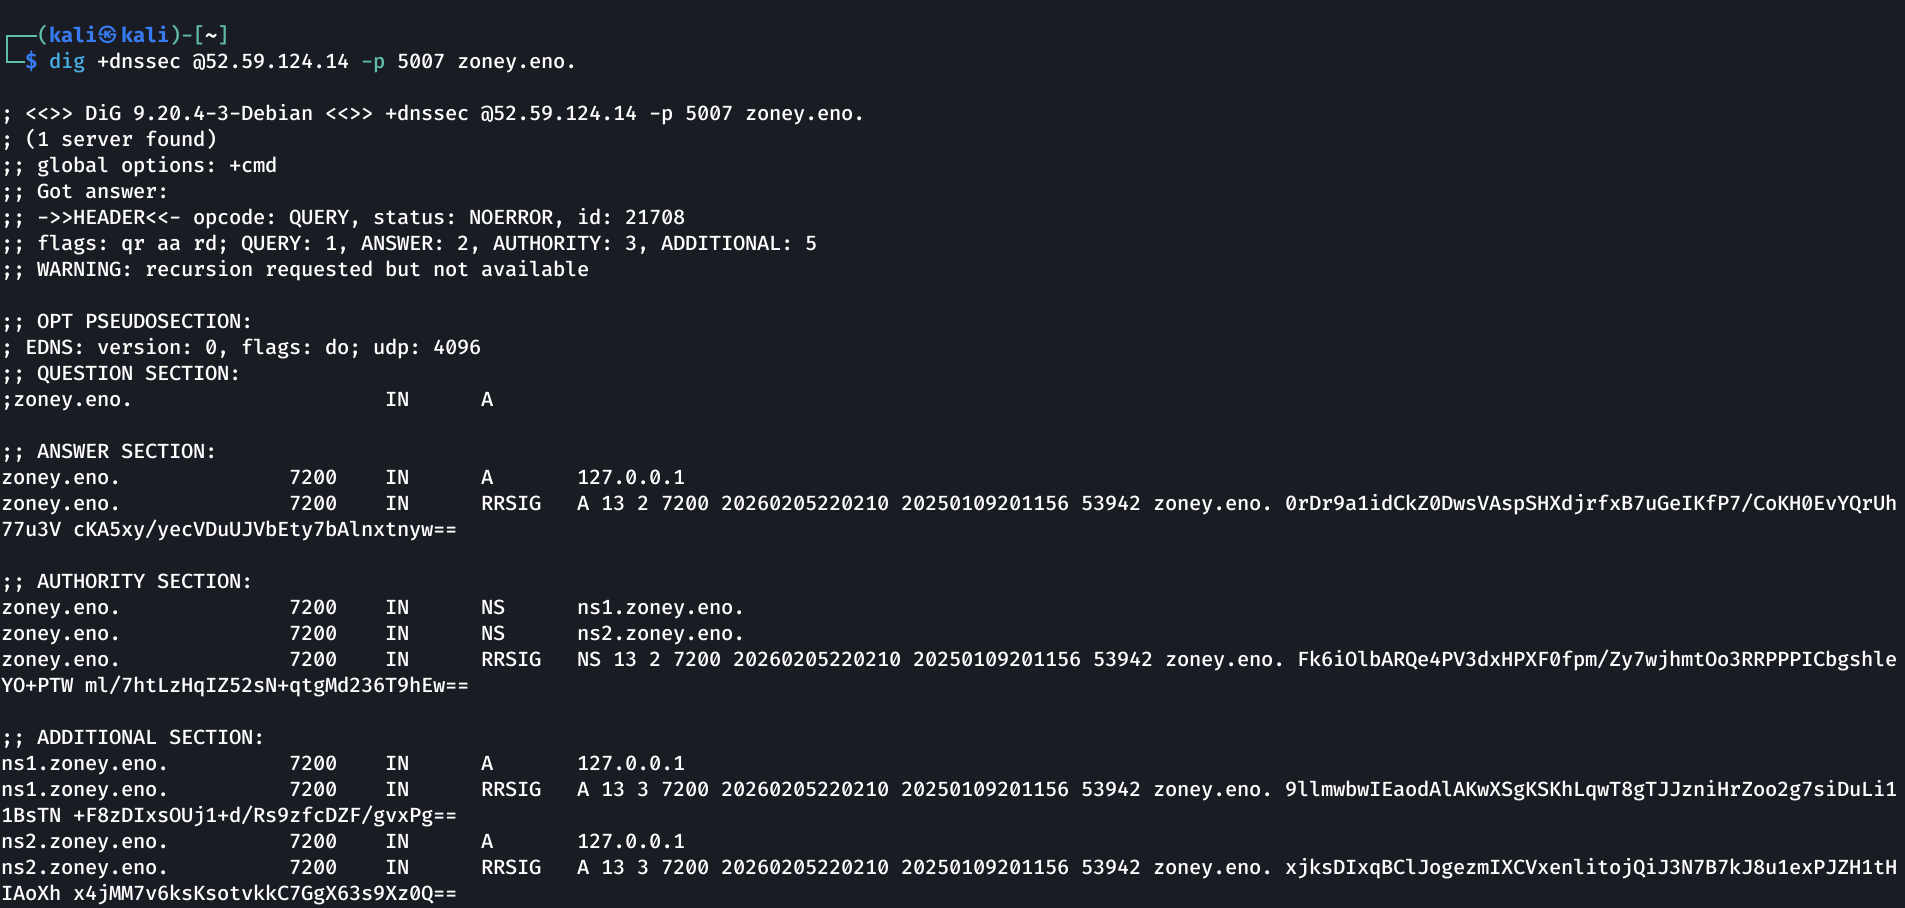 ┌──(kali㉿kali)-[~]
└─$ dig +dnssec @52.59.124.14 -p 5007 zoney.eno.

; <<>> DiG 9.20.4-3-Debian <<>> +dnssec @52.59.124.14 -p 5007 zoney.eno.
; (1 server found)
;; global options: +cmd
;; Got answer:
;; ->>HEADER<<- opcode: QUERY, status: NOERROR, id: 21708
;; flags: qr aa rd; QUERY: 1, ANSWER: 2, AUTHORITY: 3, ADDITIONAL: 5
;; WARNING: recursion requested but not available

;; OPT PSEUDOSECTION:
; EDNS: version: 0, flags: do; udp: 4096
;; QUESTION SECTION:
;zoney.eno. IN A

;; ANSWER SECTION:
zoney.eno. 7200 IN A 127.0.0.1
zoney.eno. 7200 IN RRSIG A 13 2 7200 20260205220210 20250109201156 53942 zoney.eno. 0rDr9a1idCkZ0DwsVAspSHXdjrfxB7uGeIKfP7/CoKH0EvYQrUh
77u3V cKA5xy/yecVDuUJVbEty7bAlnxtnyw==

;; AUTHORITY SECTION:
zoney.eno. 7200 IN NS ns1.zoney.eno.
zoney.eno. 7200 IN NS ns2.zoney.eno.
zoney.eno. 7200 IN RRSIG NS 13 2 7200 20260205220210 20250109201156 53942 zoney.eno. Fk6iOlbARQe4PV3dxHPXF0fpm/Zy7wjhmtOo3RRPPPICbgshle
YO+PTW ml/7htLzHqIZ52sN+qtgMd236T9hEw==

;; ADDITIONAL SECTION:
ns1.zoney.eno. 7200 IN A 127.0.0.1
ns1.zoney.eno. 7200 IN RRSIG A 13 3 7200 20260205220210 20250109201156 53942 zoney.eno. 9llmwbwIEaodAlAKwXSgKSKhLqwT8gTJJzniHrZoo2g7siDuLi1
1BsTN +F8zDIxsOUj1+d/Rs9zfcDZF/gvxPg==
ns2.zoney.eno. 7200 IN A 127.0.0.1
ns2.zoney.eno. 7200 IN RRSIG A 13 3 7200 20260205220210 20250109201156 53942 zoney.eno. xjksDIxqBClJogezmIXCVxenlitojQiJ3N7B7kJ8u1exPJZH1tH
IAoXh x4jMM7v6ksKsotvkkC7GgX63s9Xz0Q==